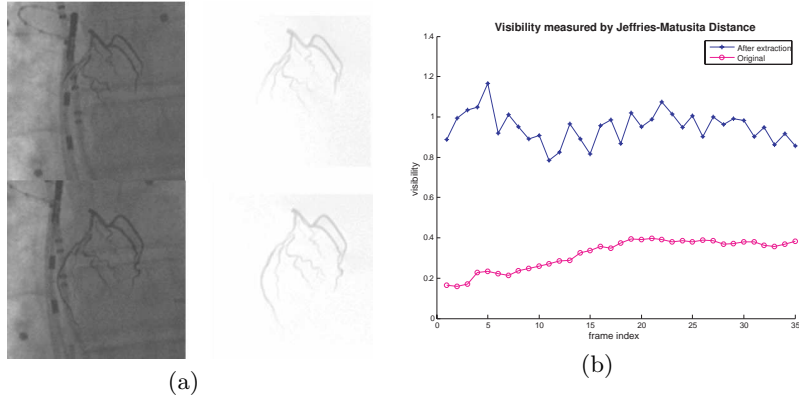 Visibility measured by Jeffries-Matusita Distance
After extraction
Original
1.4
1.2
1
0.8
0.6
0.4
0.2
0
visibility
0 5 10 15 20 25 30 35
frame index
(a)
(b)